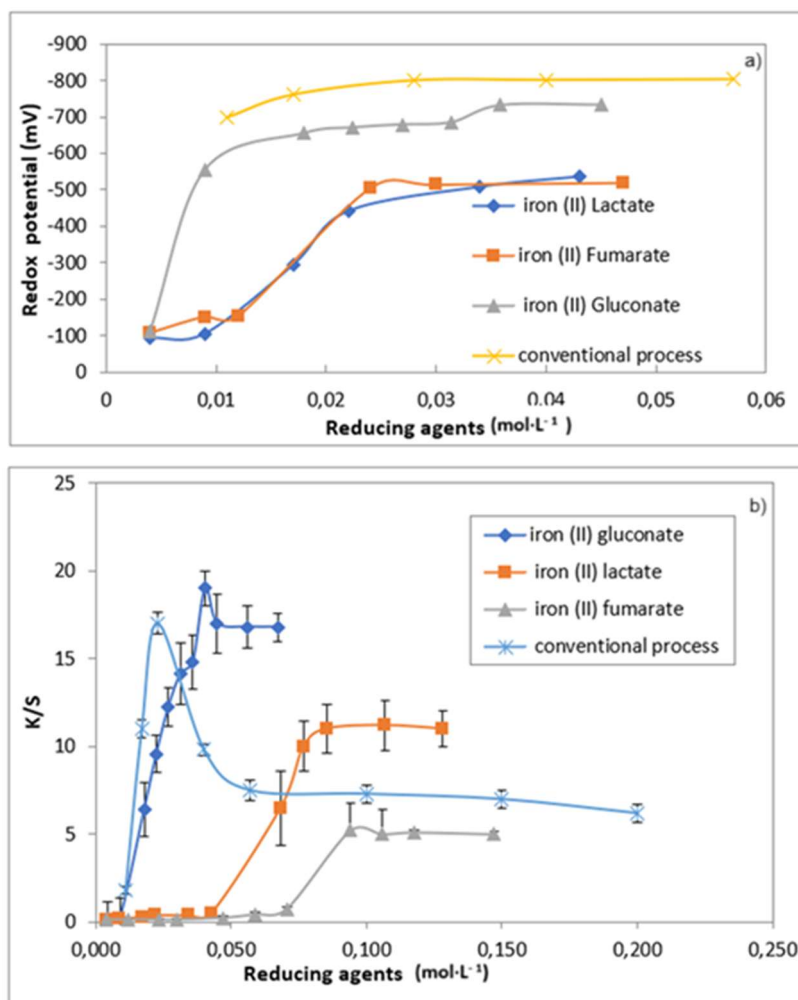 a)
-900
-800
-700
-600
-500
-400
-300
-200
-100
0
Redox potential (mV)
iron (II) Lactate
iron (II) Fumarate
iron (II) Gluconate
conventional process
0 0,01 0,02 0,03 0,04 0,05 0,06
Reducing agents (mol·L⁻¹)
b)
25
20
15
10
5
0
K/S
iron (II) gluconate
iron (II) lactate
iron (II) fumarate
conventional process
0,000 0,050 0,100 0,150 0,200 0,250
Reducing agents (mol·L⁻¹)